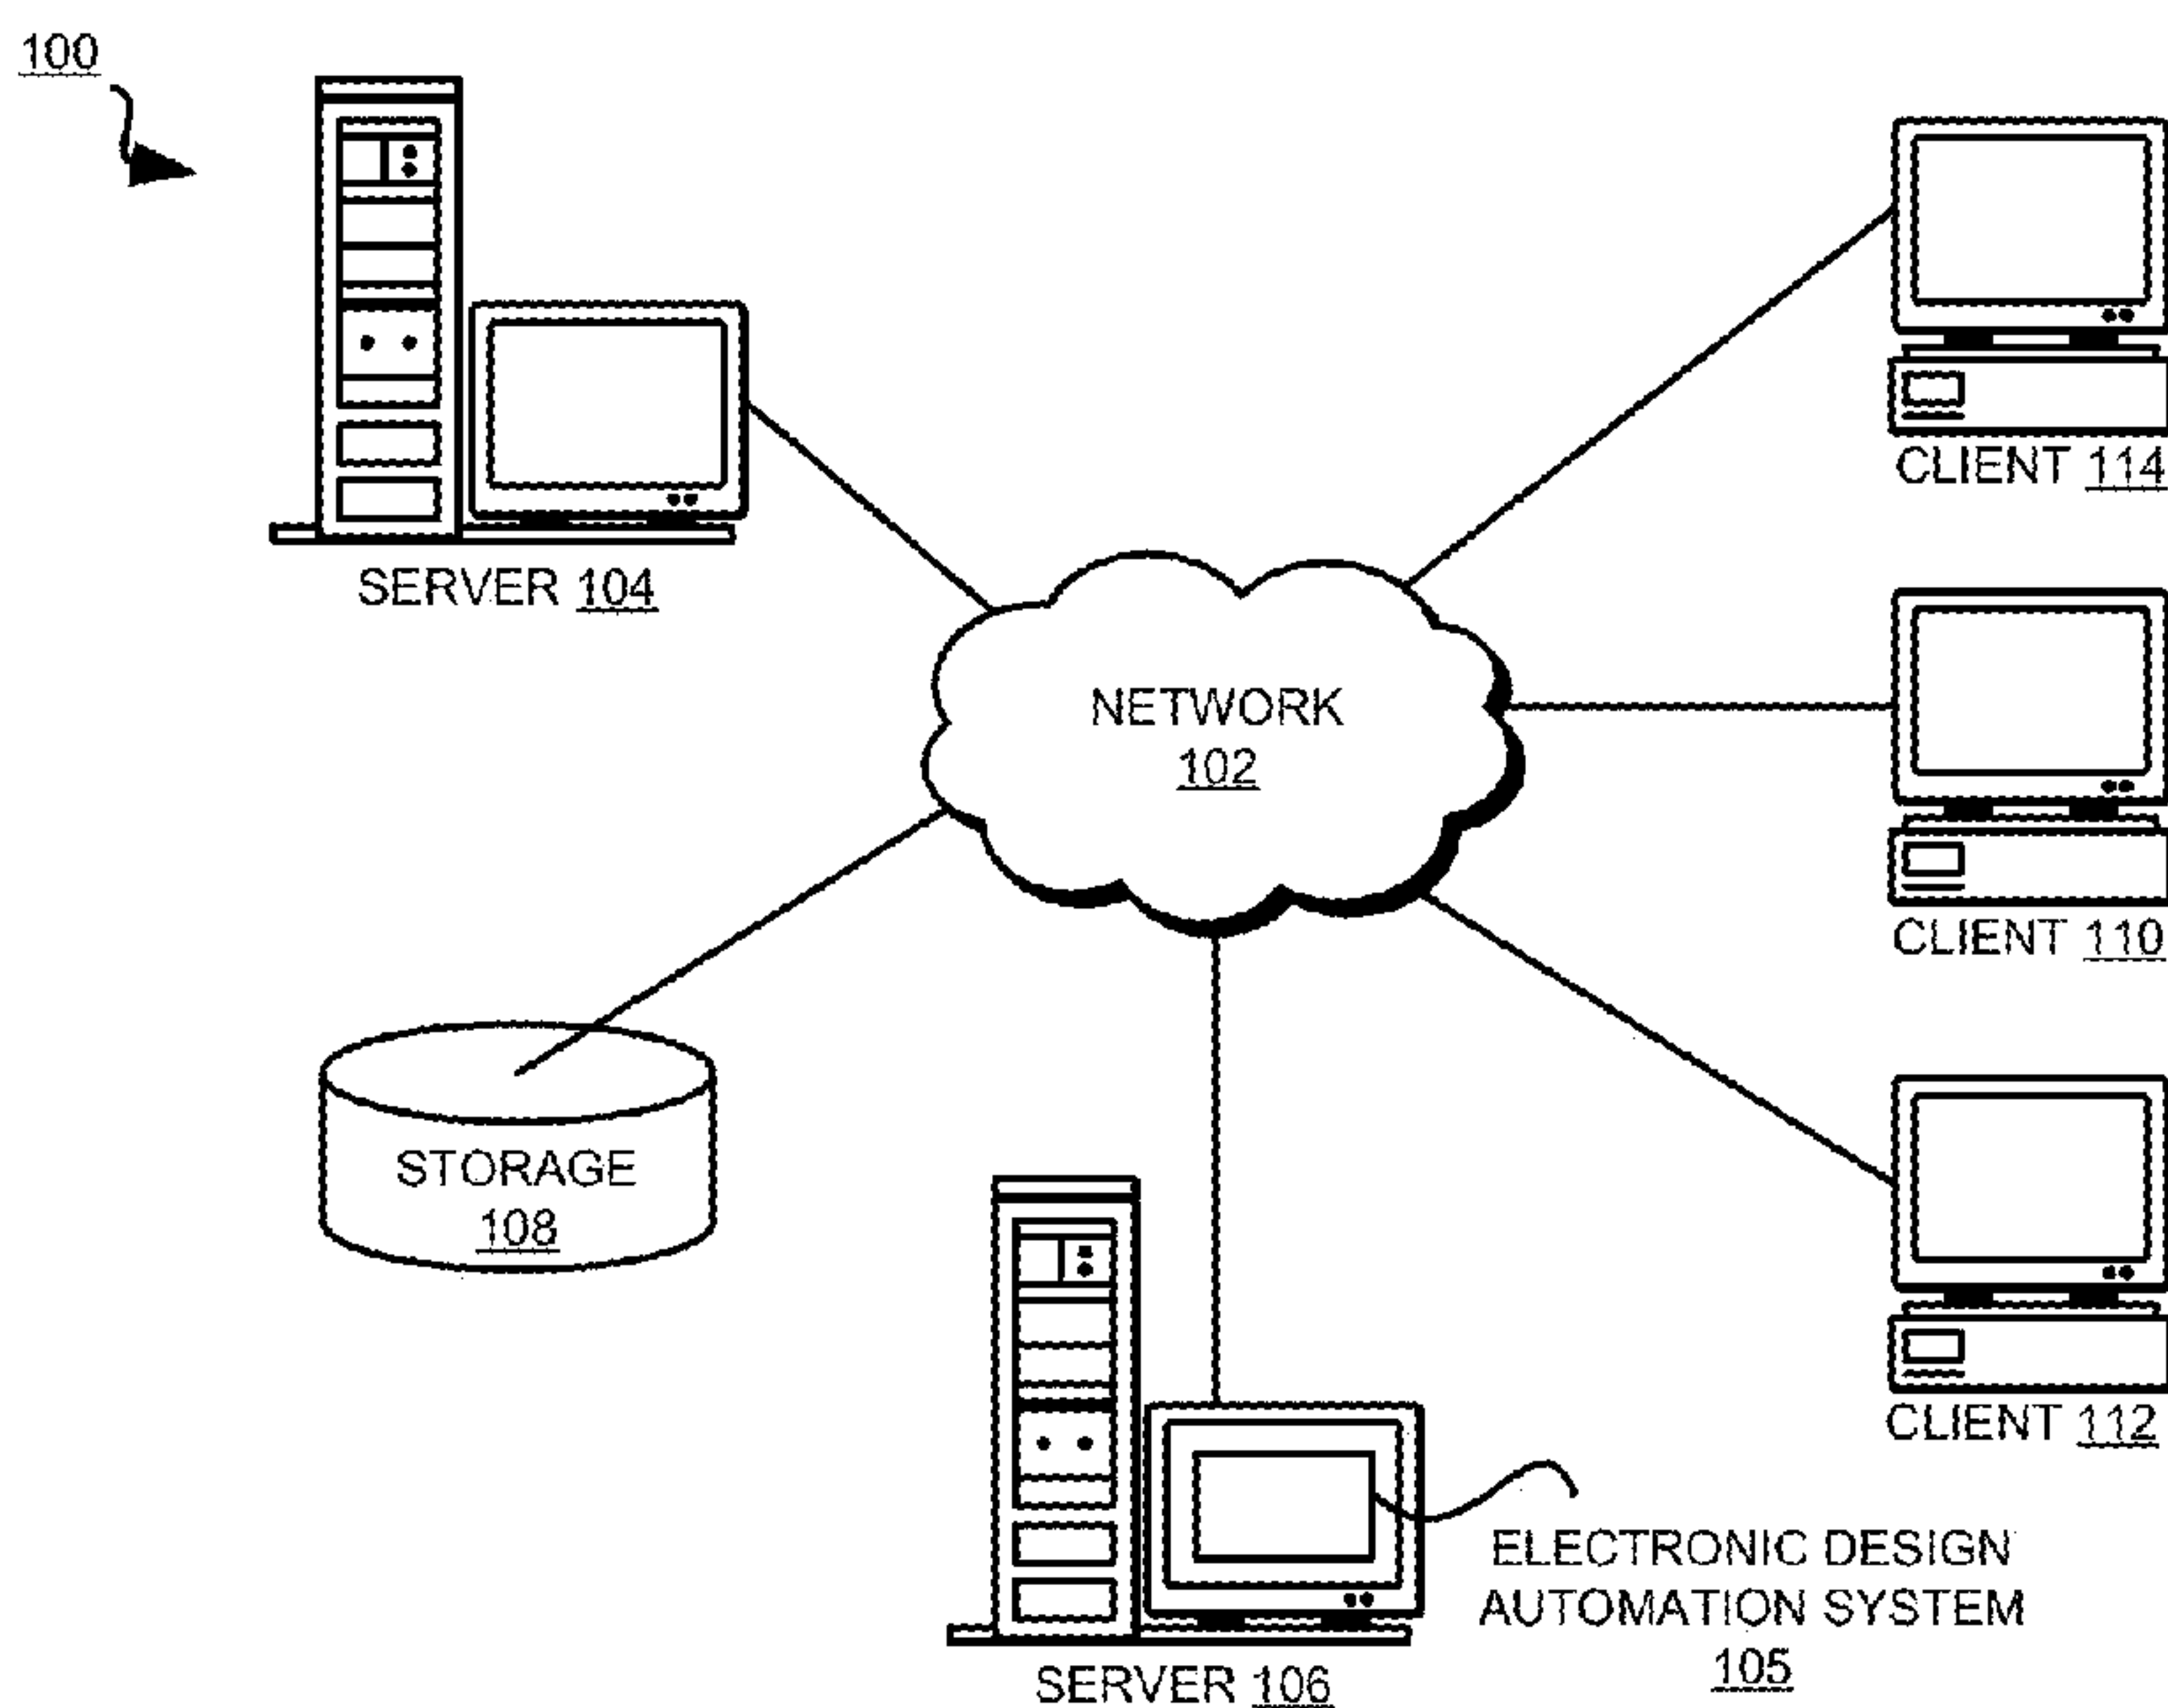 100
CLIENT 114
SERVER 104
NETWORK
102
CLIENT 110
STORAGE
108
CLIENT 112
ELECTRONIC DESIGN
AUTOMATION SYSTEM
105
SERVER 106